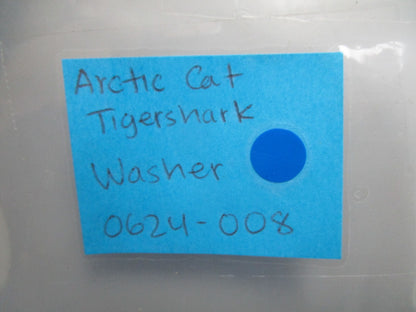 Arctic Cat
Tigershark
Washer
0624-008